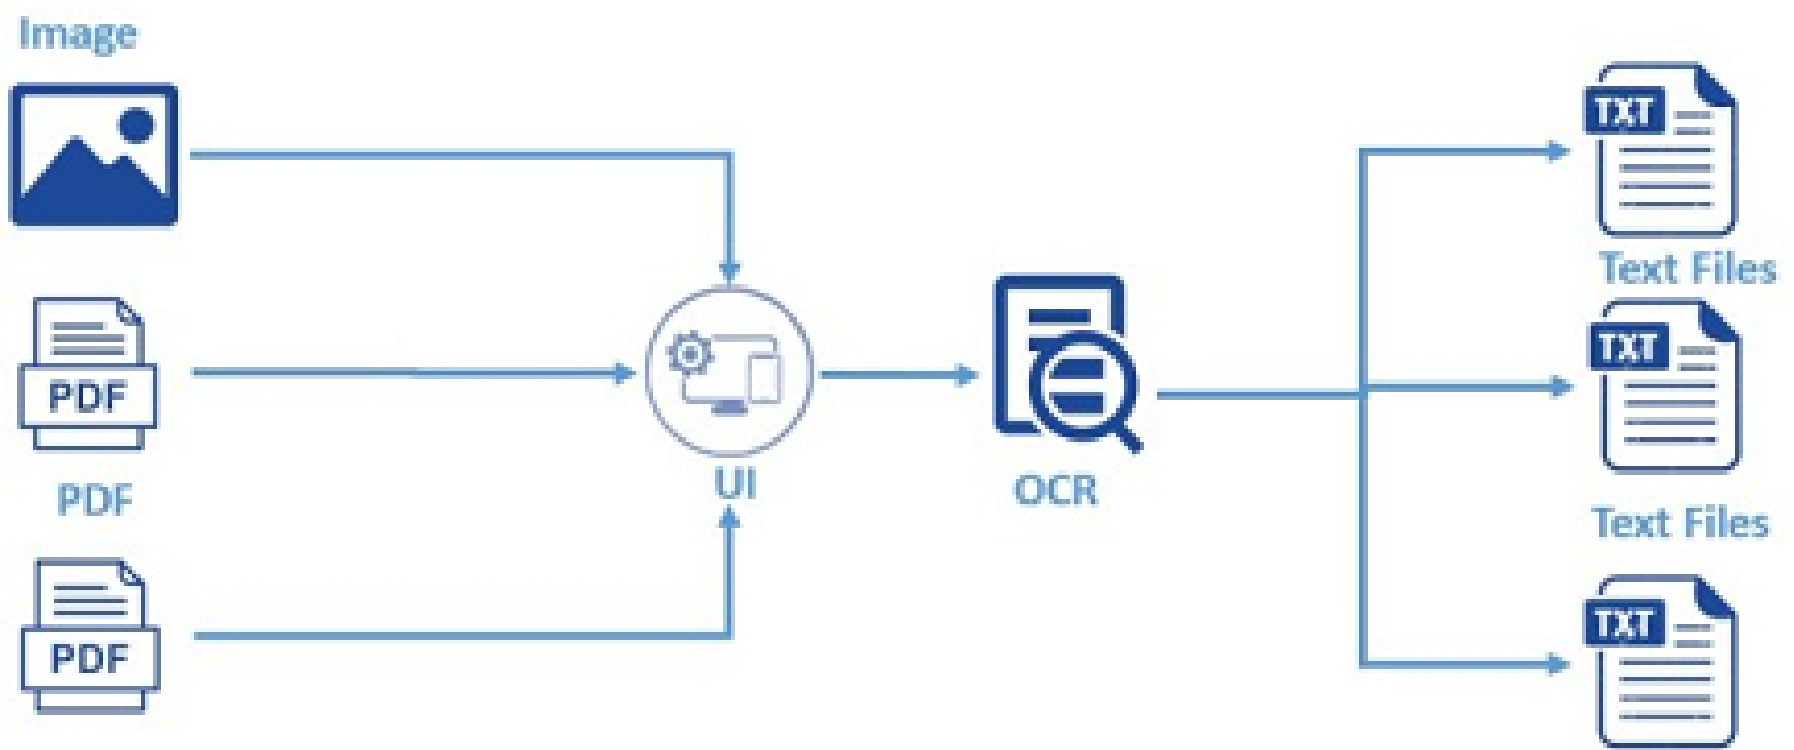 Image
PDF
PDF
PDF
UI
OCR
TXT
Text Files
TXT
Text Files
TXT